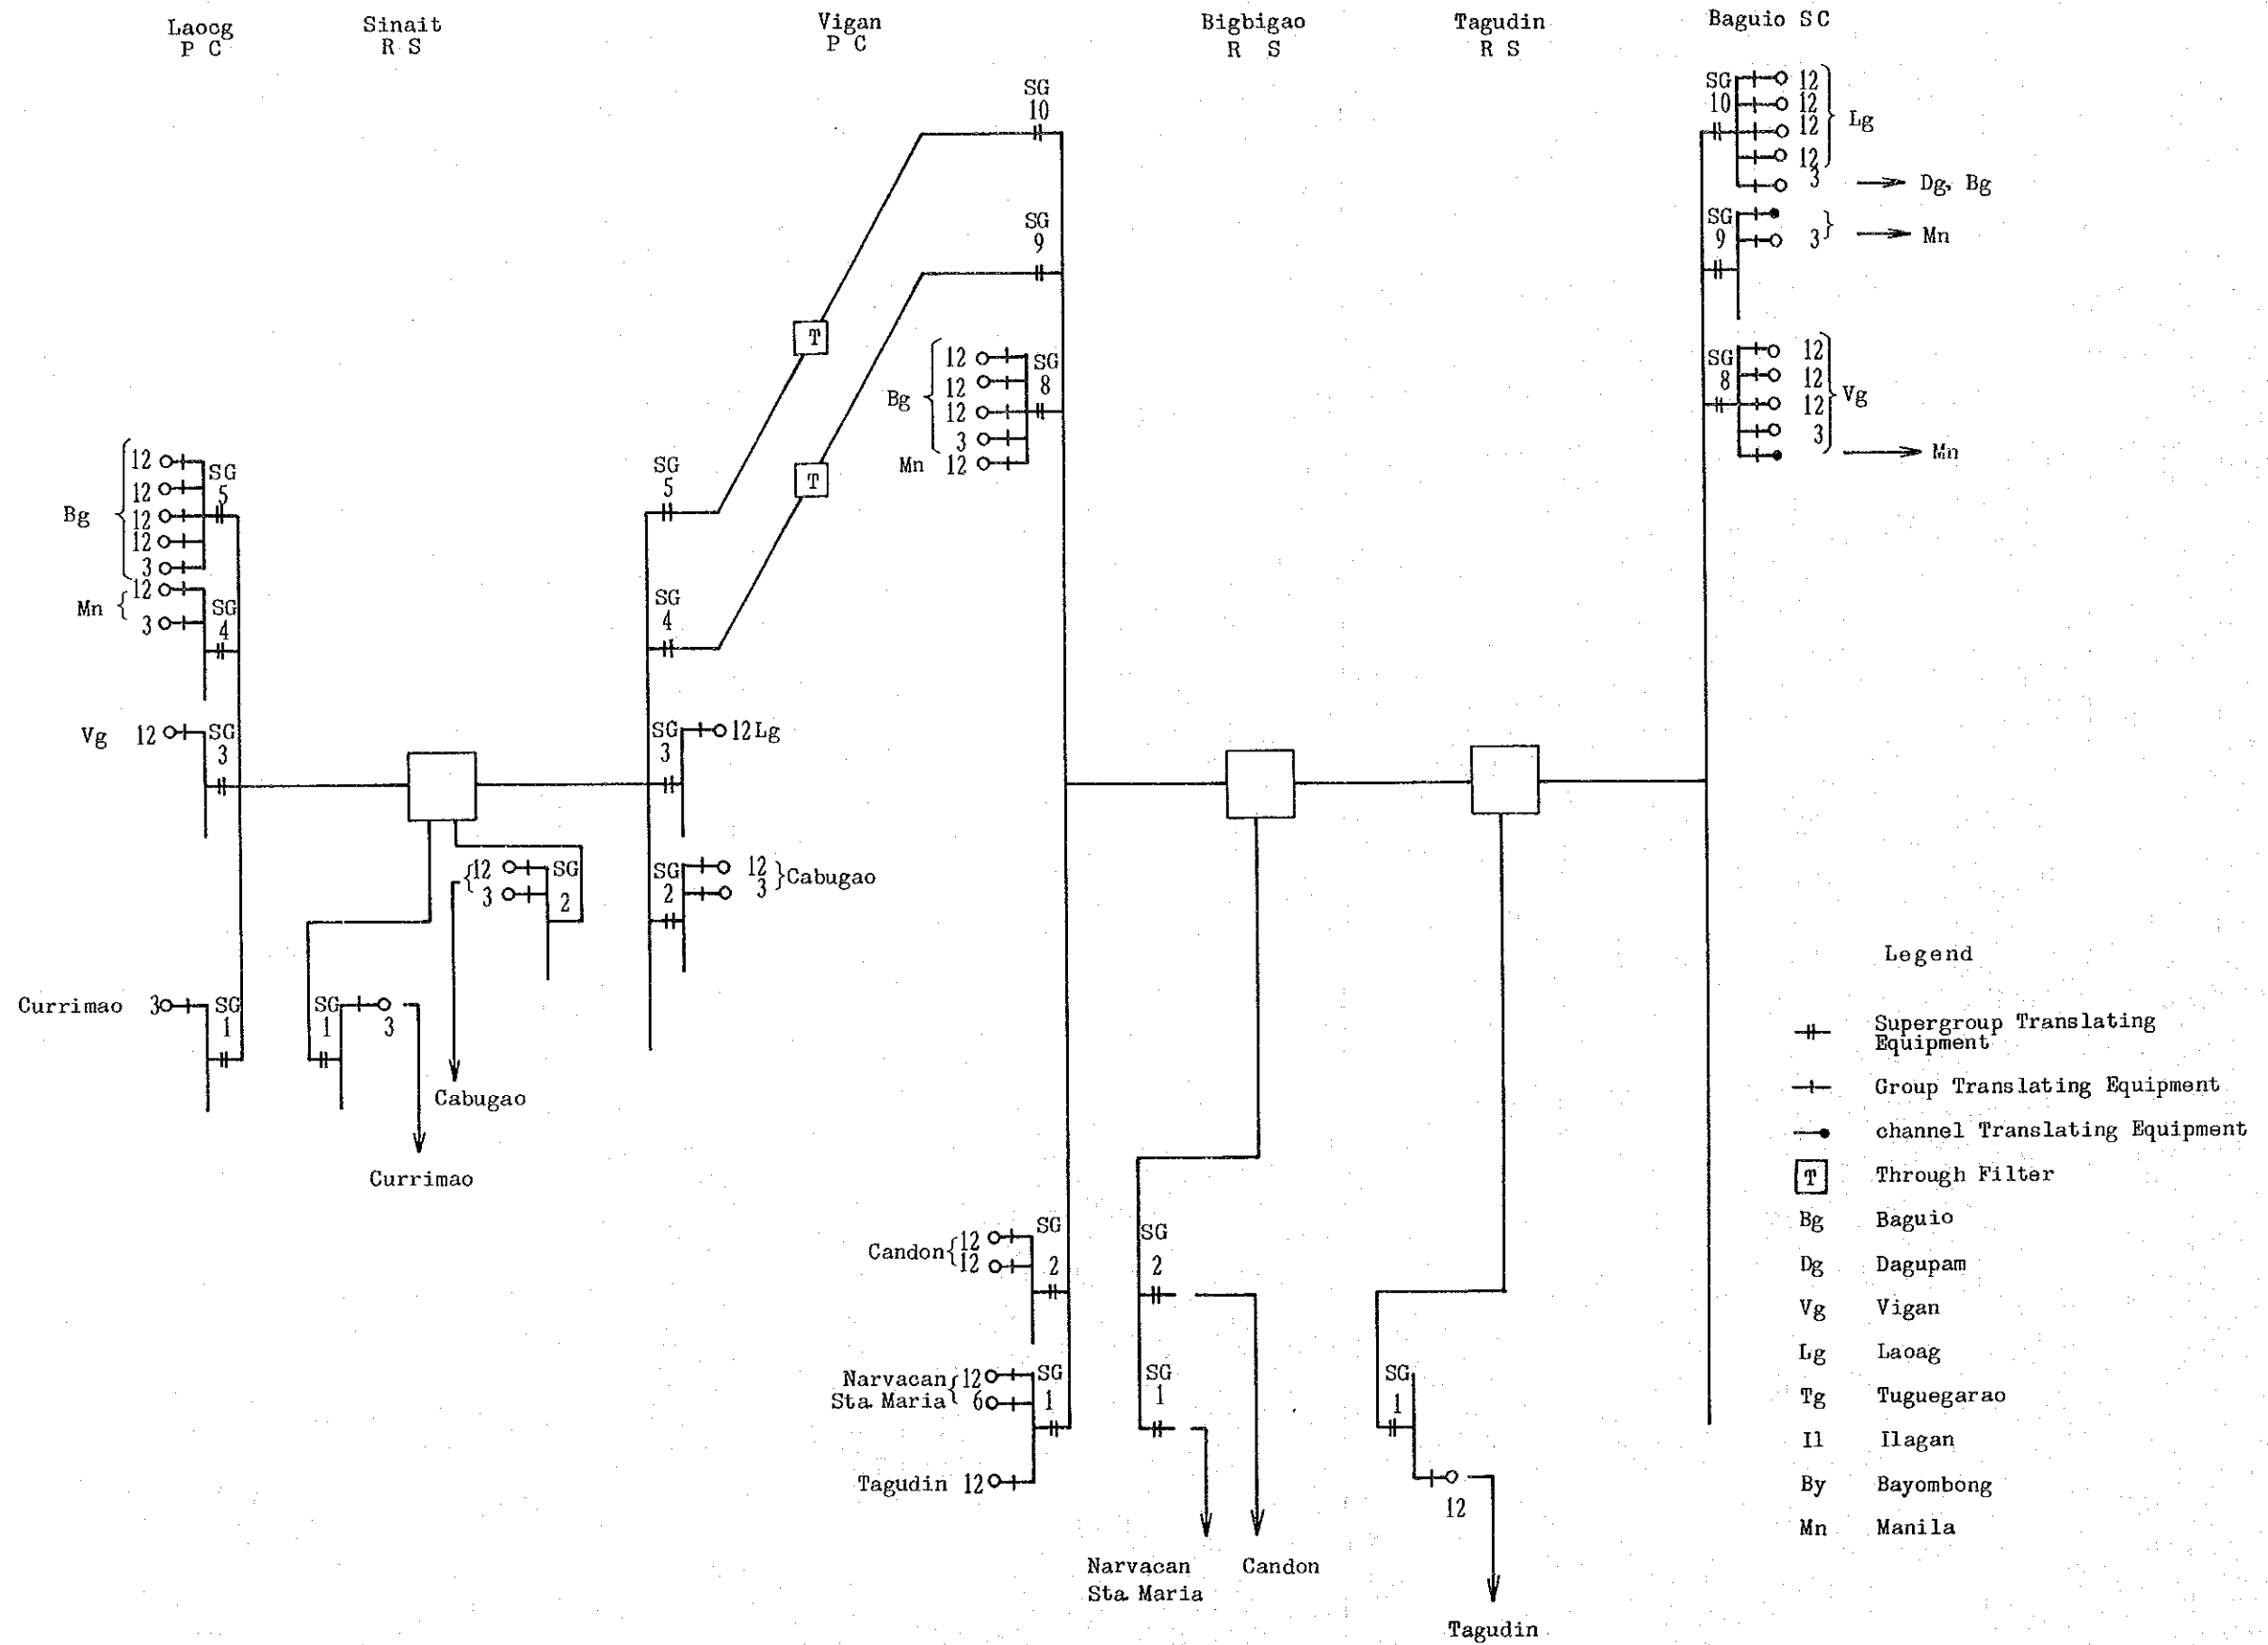 Laocg
P C
Sinait
R S
Vigan
P C
Bigbigao
R S
Tagudin
R S
Baguio SC
SG
10
SG
9
Bg
12
12
12
3
Mn 12
SG
8
T
T
SG
5
SG
4
SG
3
12Lg
SG
2
12
3
Cabugao
Bg
12
12
12
12
3
SG
5
Mn
12
3
SG
4
Vg 12
SG
3
Currimao 3
SG
1
12
3
SG
2
SG
1
3
Cabugao
Currimao
Candon
12
12
SG
2
Narvacan 12
Sta. Maria 6
SG
1
Tagudin 12
SG
2
SG
1
Narvacan
Sta. Maria
Candon
SG
1
12
Tagudin
SG
10
12
12
12
12
Lg
3
Dg, Bg
SG
9
3
Mn
SG
8
12
12
12
3
Vg
Mn
Legend
Supergroup Translating
Equipment
Group Translating Equipment
channel Translating Equipment
T Through Filter
Bg Baguio
Dg Dagupam
Vg Vigan
Lg Laoag
Tg Tuguegarao
Il Ilagan
By Bayombong
Mn Manila